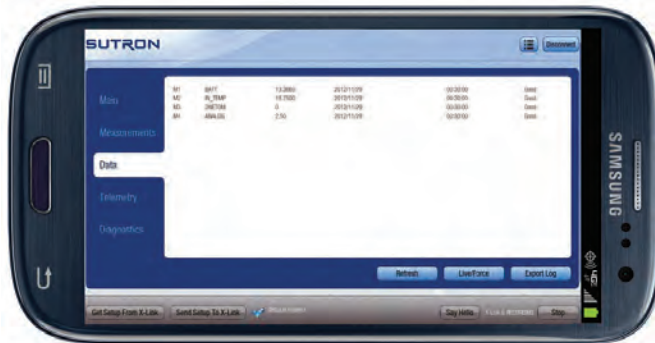 SUTRON
Disconnect
Main
Measurements
Data
Telemetry
Diagnostics
M1 BATT 2012/11/29 00:30:00 Good
M2 IN_TEMP 2012/11/29 00:30:00 Good
M3 0 2012/11/29 00:30:00 Good
M4 ANALOG 2.50 2012/11/29 00:30:00 Good
Refresh Live/Force Export Log
Get Setup From X-Link Send Setup To X-Link Say Hello Stop
SAMSUNG
4G